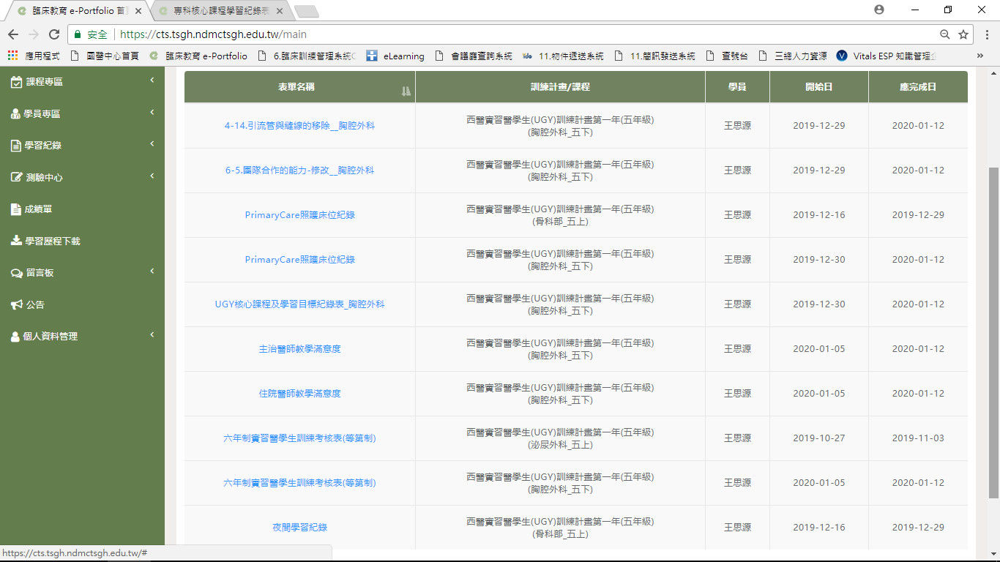 臨床教育 e-Portfolio 首頁
專科核心課程學習紀錄表
安全
https://cts.tsgh.ndmctsgh.edu.tw/main
應用程式
國醫中心首頁
臨床教育 e-Portfolio
6.臨床訓練管理系統C
eLearning
會議廳查詢系統
ido 11.物件遞送系統
11.簡訊發送系統
查號台
三總人力資源
V Vitals ESP 知識管理企
課程專區
學員專區
學習紀錄
測驗中心
成績單
學習歷程下載
留言板
公告
個人資料管理
表單名稱 訓練計畫/課程 學員 開始日 應完成日
4-14.引流管與縫線的移除__胸腔外科 西醫實習醫學生(UGY)訓練計畫第一年(五年級) 王思源 2019-12-29 2020-01-12
(胸腔外科_五下)
6-5.團隊合作的能力-修改__胸腔外科 西醫實習醫學生(UGY)訓練計畫第一年(五年級) 王思源 2019-12-29 2020-01-12
(胸腔外科_五下)
PrimaryCare照護床位紀錄 西醫實習醫學生(UGY)訓練計畫第一年(五年級) 王思源 2019-12-16 2019-12-29
(骨科部_五上)
PrimaryCare照護床位紀錄 西醫實習醫學生(UGY)訓練計畫第一年(五年級) 王思源 2019-12-30 2020-01-12
(胸腔外科_五下)
UGY核心課程及學習目標紀錄表_胸腔外科 西醫實習醫學生(UGY)訓練計畫第一年(五年級) 王思源 2019-12-30 2020-01-12
(胸腔外科_五下)
主治醫師教學滿意度 西醫實習醫學生(UGY)訓練計畫第一年(五年級) 王思源 2020-01-05 2020-01-12
(胸腔外科_五下)
住院醫師教學滿意度 西醫實習醫學生(UGY)訓練計畫第一年(五年級) 王思源 2020-01-05 2020-01-12
(胸腔外科_五下)
六年制實習醫學生訓練考核表(等第制) 西醫實習醫學生(UGY)訓練計畫第一年(五年級) 王思源 2019-10-27 2019-11-03
(泌尿外科_五上)
六年制實習醫學生訓練考核表(等第制) 西醫實習醫學生(UGY)訓練計畫第一年(五年級) 王思源 2020-01-05 2020-01-12
(胸腔外科_五下)
夜間學習紀錄 西醫實習醫學生(UGY)訓練計畫第一年(五年級) 王思源 2019-12-16 2019-12-29
(骨科部_五上)
https://cts.tsgh.ndmctsgh.edu.tw/#